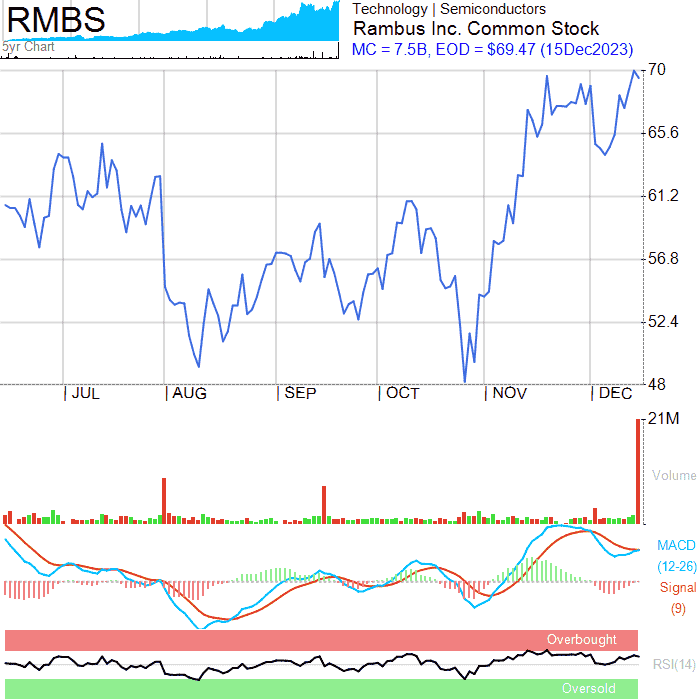 RMBS
5yr Chart
Technology | Semiconductors
Rambus Inc. Common Stock
MC = 7.5B, EOD = $69.47 (15Dec2023)
70
65.6
61.2
56.8
52.4
48
JUL
AUG
SEP
OCT
NOV
DEC
21M
Volume
MACD
(12-26)
Signal
(9)
Overbought
RSI(14)
Oversold